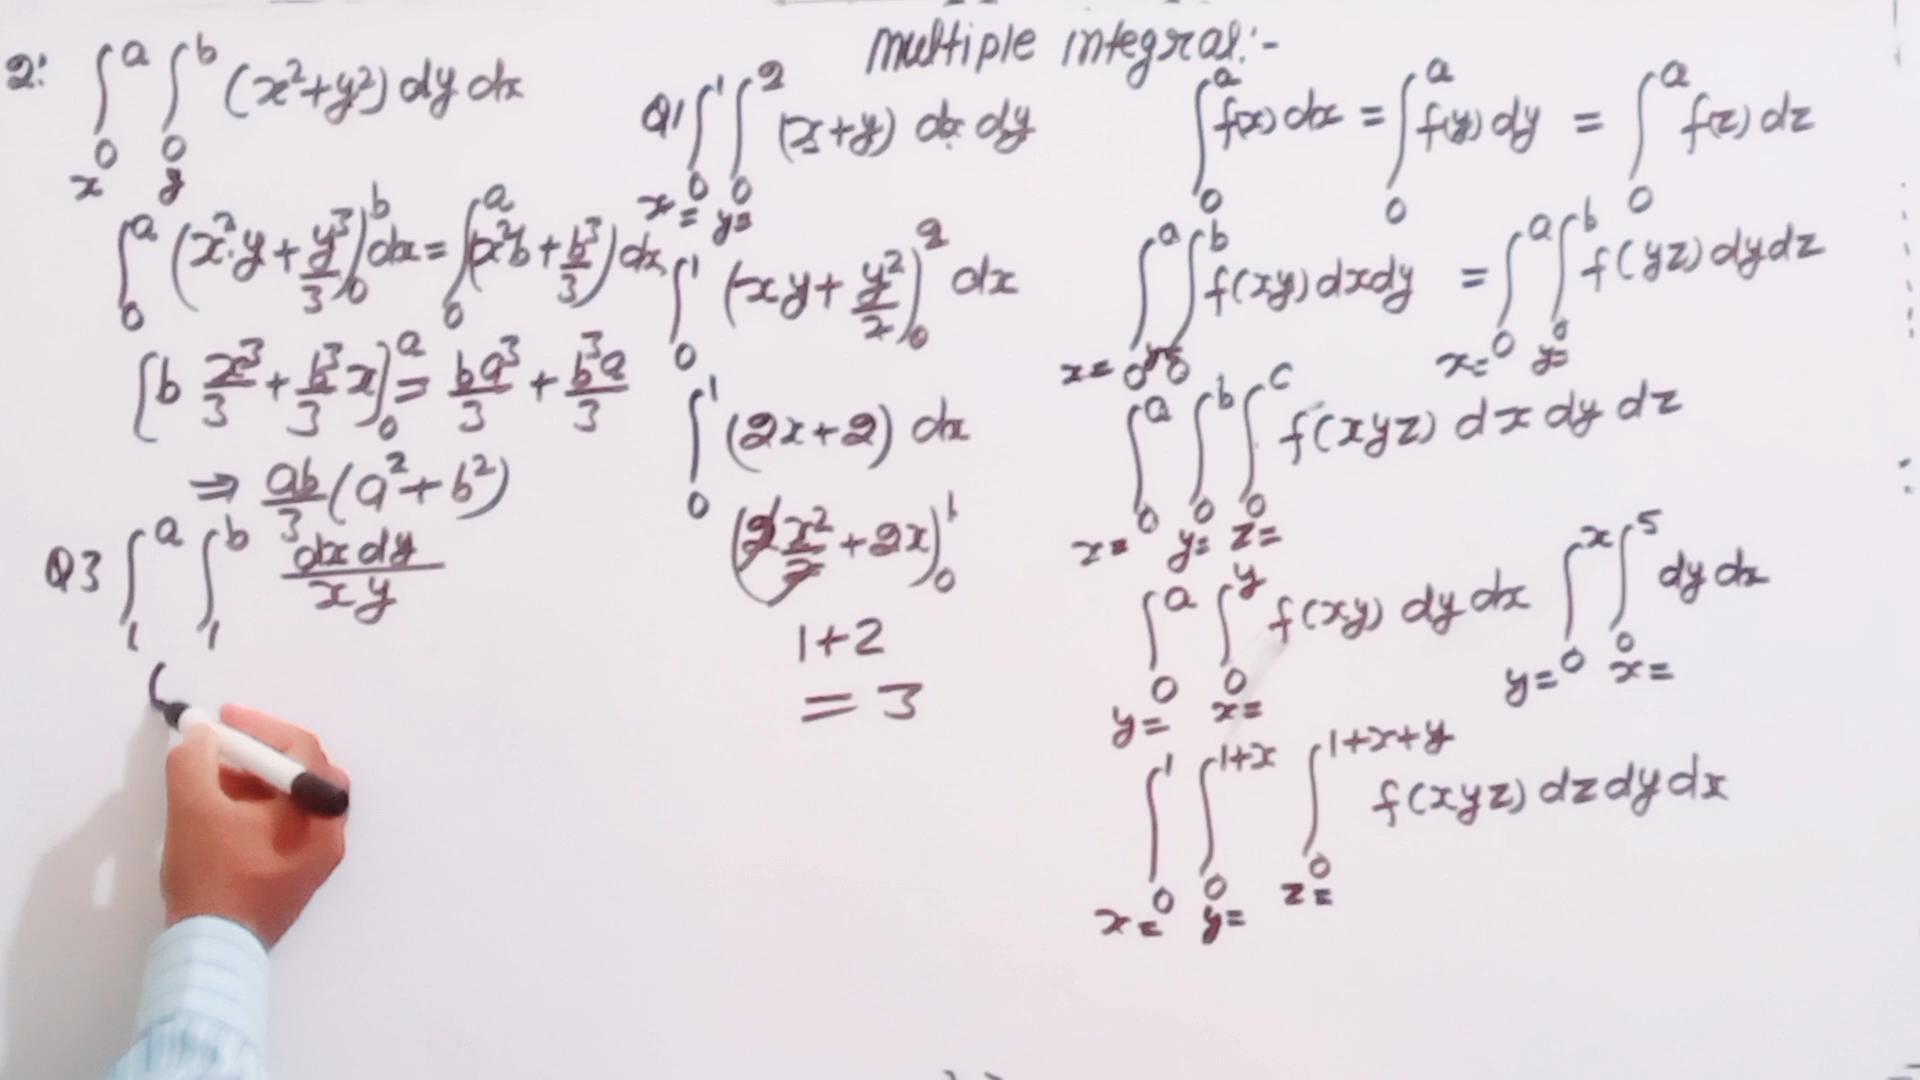 multiple integral:-
2: ∫₀ᵃ ∫₀ᵇ (x²+y²) dy dx
x y
∫₀ᵃ (x².y + y³/3)₀ᵇ dx = ∫₀ᵃ (x²b + b³/3) dx
[b x³/3 + b³/3 x]₀ᵃ = ba³/3 + b³a/3
⇒ ab/3 (a²+b²)
Q3 ∫₁ᵃ ∫₁ᵇ dx dy / xy
Q1 ∫₀¹ ∫₀² (x+y) dx dy
x= y=
∫₀¹ (xy + y²/2)₀² dx
∫₀¹ (2x+2) dx
(2x²/2 + 2x)₀¹
1+2
= 3
∫₀ᵃ f(x) dx = ∫₀ᵃ f(y) dy = ∫₀ᵃ f(z) dz
∫₀ᵃ ∫₀ᵇ f(xy) dx dy = ∫₀ᵃ ∫₀ᵇ f(yz) dy dz
x= y= x= y=
∫₀ᵃ ∫₀ᵇ ∫₀ᶜ f(xyz) dx dy dz
x= y= z=
∫₀ᵃ ∫₀ʸ f(xy) dy dx ∫₀ˣ ∫₀⁵ dy dx
y= x= y= x=
∫₀¹ ∫₀¹⁺ˣ ∫₀¹⁺ˣ⁺ʸ f(xyz) dz dy dx
x= y= z=